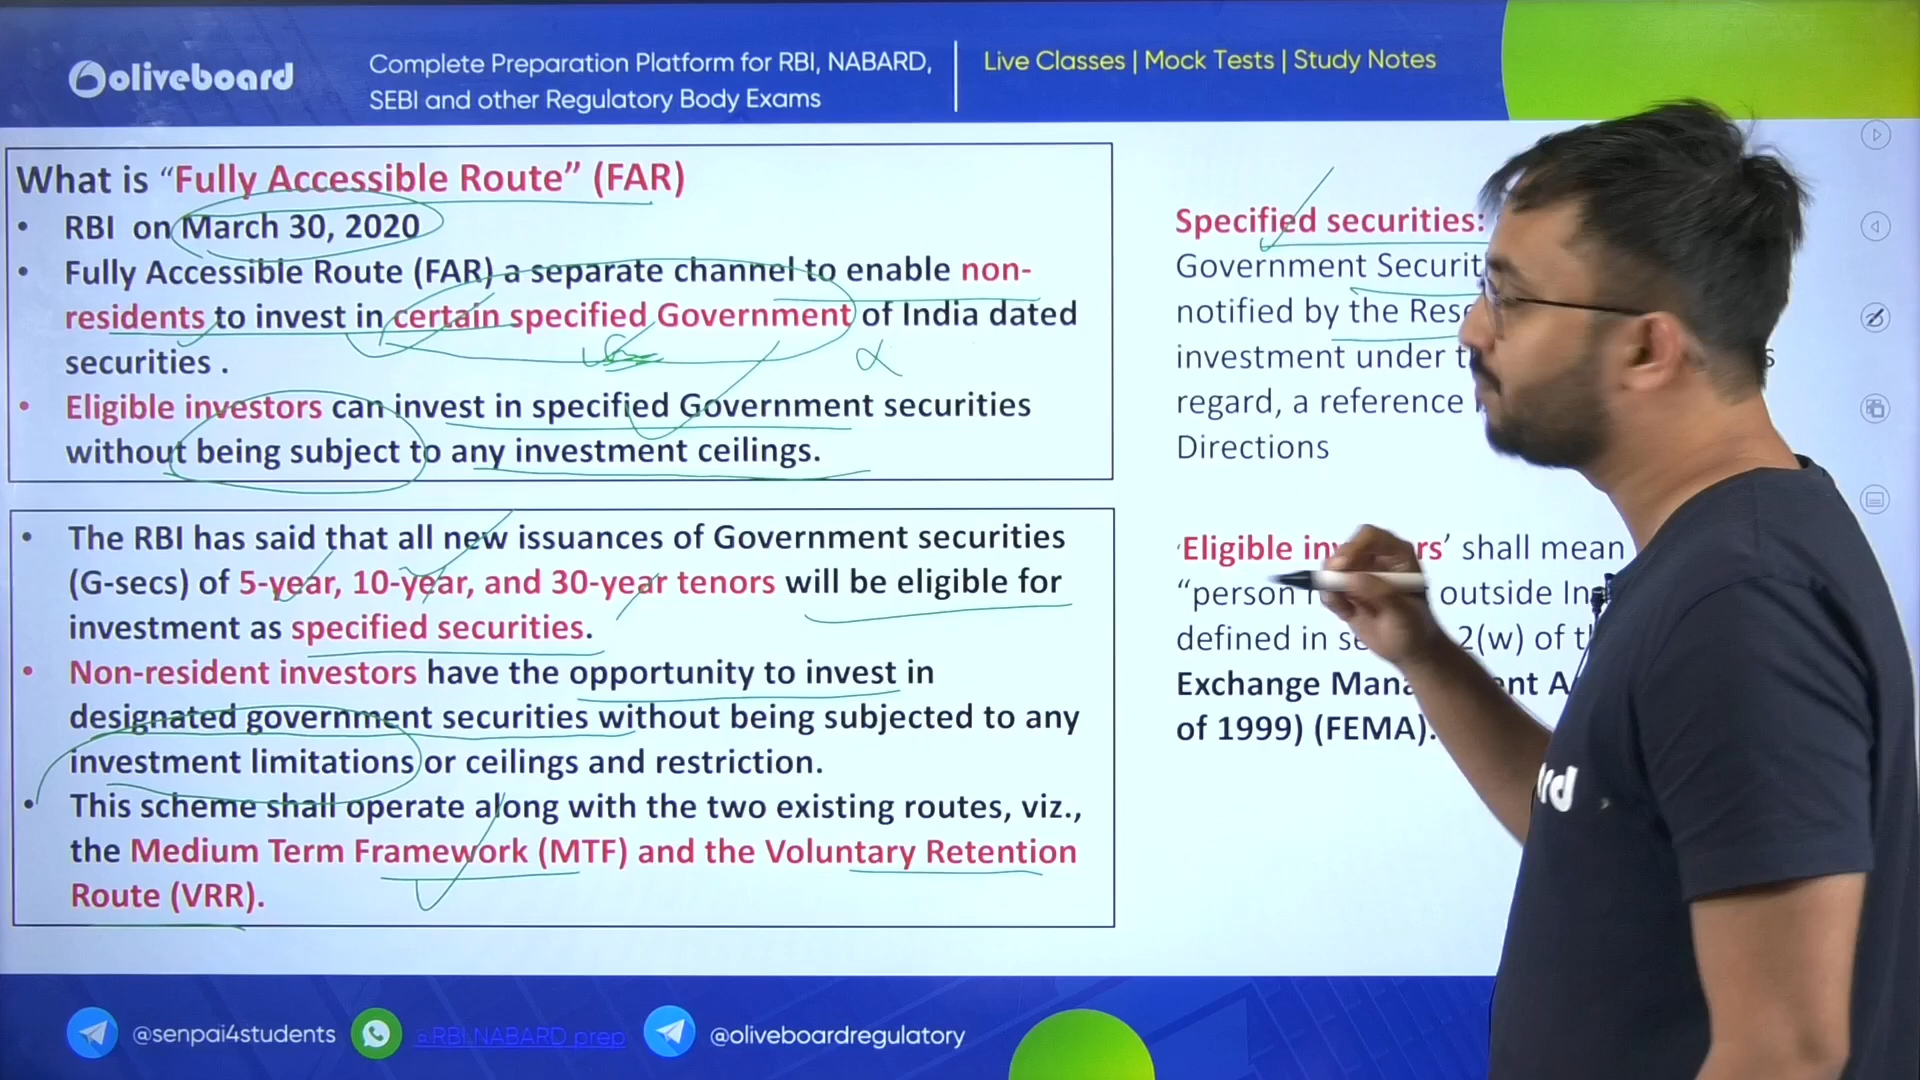 oliveboard
Complete Preparation Platform for RBI, NABARD,
SEBI and other Regulatory Body Exams
Live Classes | Mock Tests | Study Notes
What is “Fully Accessible Route” (FAR)
• RBI on March 30, 2020
• Fully Accessible Route (FAR) a separate channel to enable non-
residents to invest in certain specified Government of India dated
securities .
• Eligible investors can invest in specified Government securities
without being subject to any investment ceilings.
• The RBI has said that all new issuances of Government securities
(G-secs) of 5-year, 10-year, and 30-year tenors will be eligible for
investment as specified securities.
• Non-resident investors have the opportunity to invest in
designated government securities without being subjected to any
investment limitations or ceilings and restriction.
• This scheme shall operate along with the two existing routes, viz.,
the Medium Term Framework (MTF) and the Voluntary Retention
Route (VRR).
Specified securities:
Government
notified by the
investment under
regard, a reference
Directions
‘Eligible shall mean
“person outside
defined in 2(w) of
Exchange
of 1999) (FEMA).
@senpai4students
@RBI.NABARD prep
@oliveboardregulatory